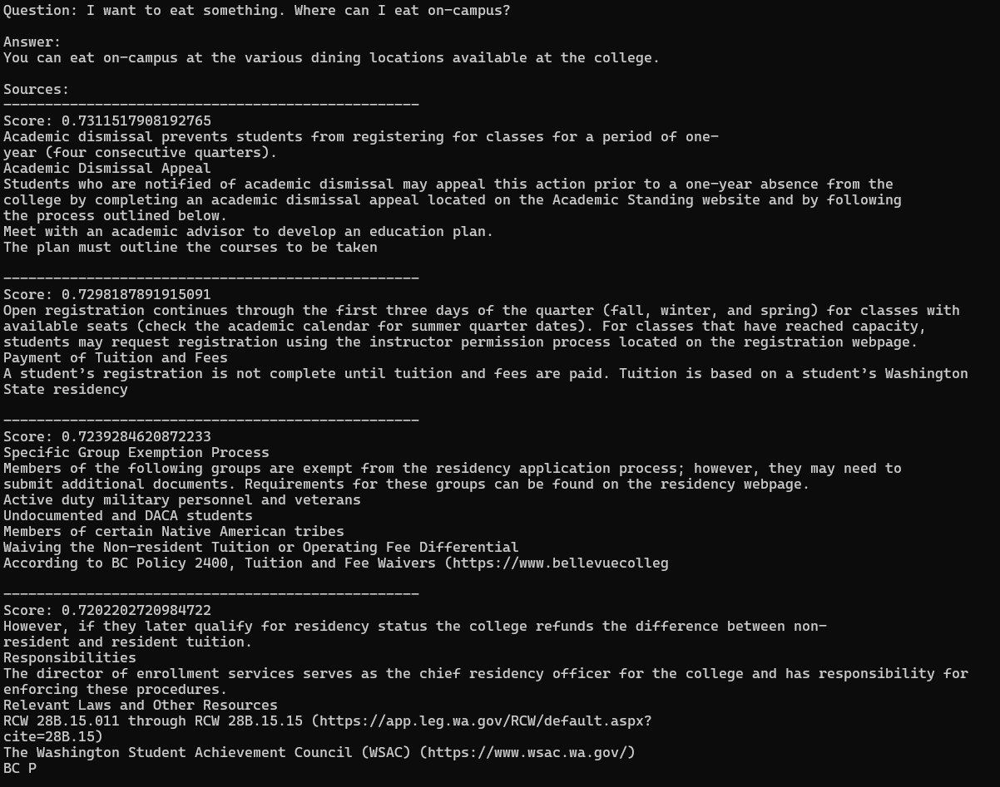 Question: I want to eat something. Where can I eat on-campus?
Answer:
You can eat on-campus at the various dining locations available at the college.
Sources:
--------------------------------------------------
Score: 0.7311517908192765
Academic dismissal prevents students from registering for classes for a period of one-
year (four consecutive quarters).
Academic Dismissal Appeal
Students who are notified of academic dismissal may appeal this action prior to a one-year absence from the
college by completing an academic dismissal appeal located on the Academic Standing website and by following
the process outlined below.
Meet with an academic advisor to develop an education plan.
The plan must outline the courses to be taken
--------------------------------------------------
Score: 0.7298187891915091
Open registration continues through the first three days of the quarter (fall, winter, and spring) for classes with
available seats (check the academic calendar for summer quarter dates). For classes that have reached capacity,
students may request registration using the instructor permission process located on the registration webpage.
Payment of Tuition and Fees
A student’s registration is not complete until tuition and fees are paid. Tuition is based on a student’s Washington
State residency
--------------------------------------------------
Score: 0.7239284620872233
Specific Group Exemption Process
Members of the following groups are exempt from the residency application process; however, they may need to
submit additional documents. Requirements for these groups can be found on the residency webpage.
Active duty military personnel and veterans
Undocumented and DACA students
Members of certain Native American tribes
Waiving the Non-resident Tuition or Operating Fee Differential
According to BC Policy 2400, Tuition and Fee Waivers (https://www.bellevuecolleg
--------------------------------------------------
Score: 0.7202202720984722
However, if they later qualify for residency status the college refunds the difference between non-
resident and resident tuition.
Responsibilities
The director of enrollment services serves as the chief residency officer for the college and has responsibility for
enforcing these procedures.
Relevant Laws and Other Resources
RCW 28B.15.011 through RCW 28B.15.15 (https://app.leg.wa.gov/RCW/default.aspx?
cite=28B.15)
The Washington Student Achievement Council (WSAC) (https://www.wsac.wa.gov/)
BC P